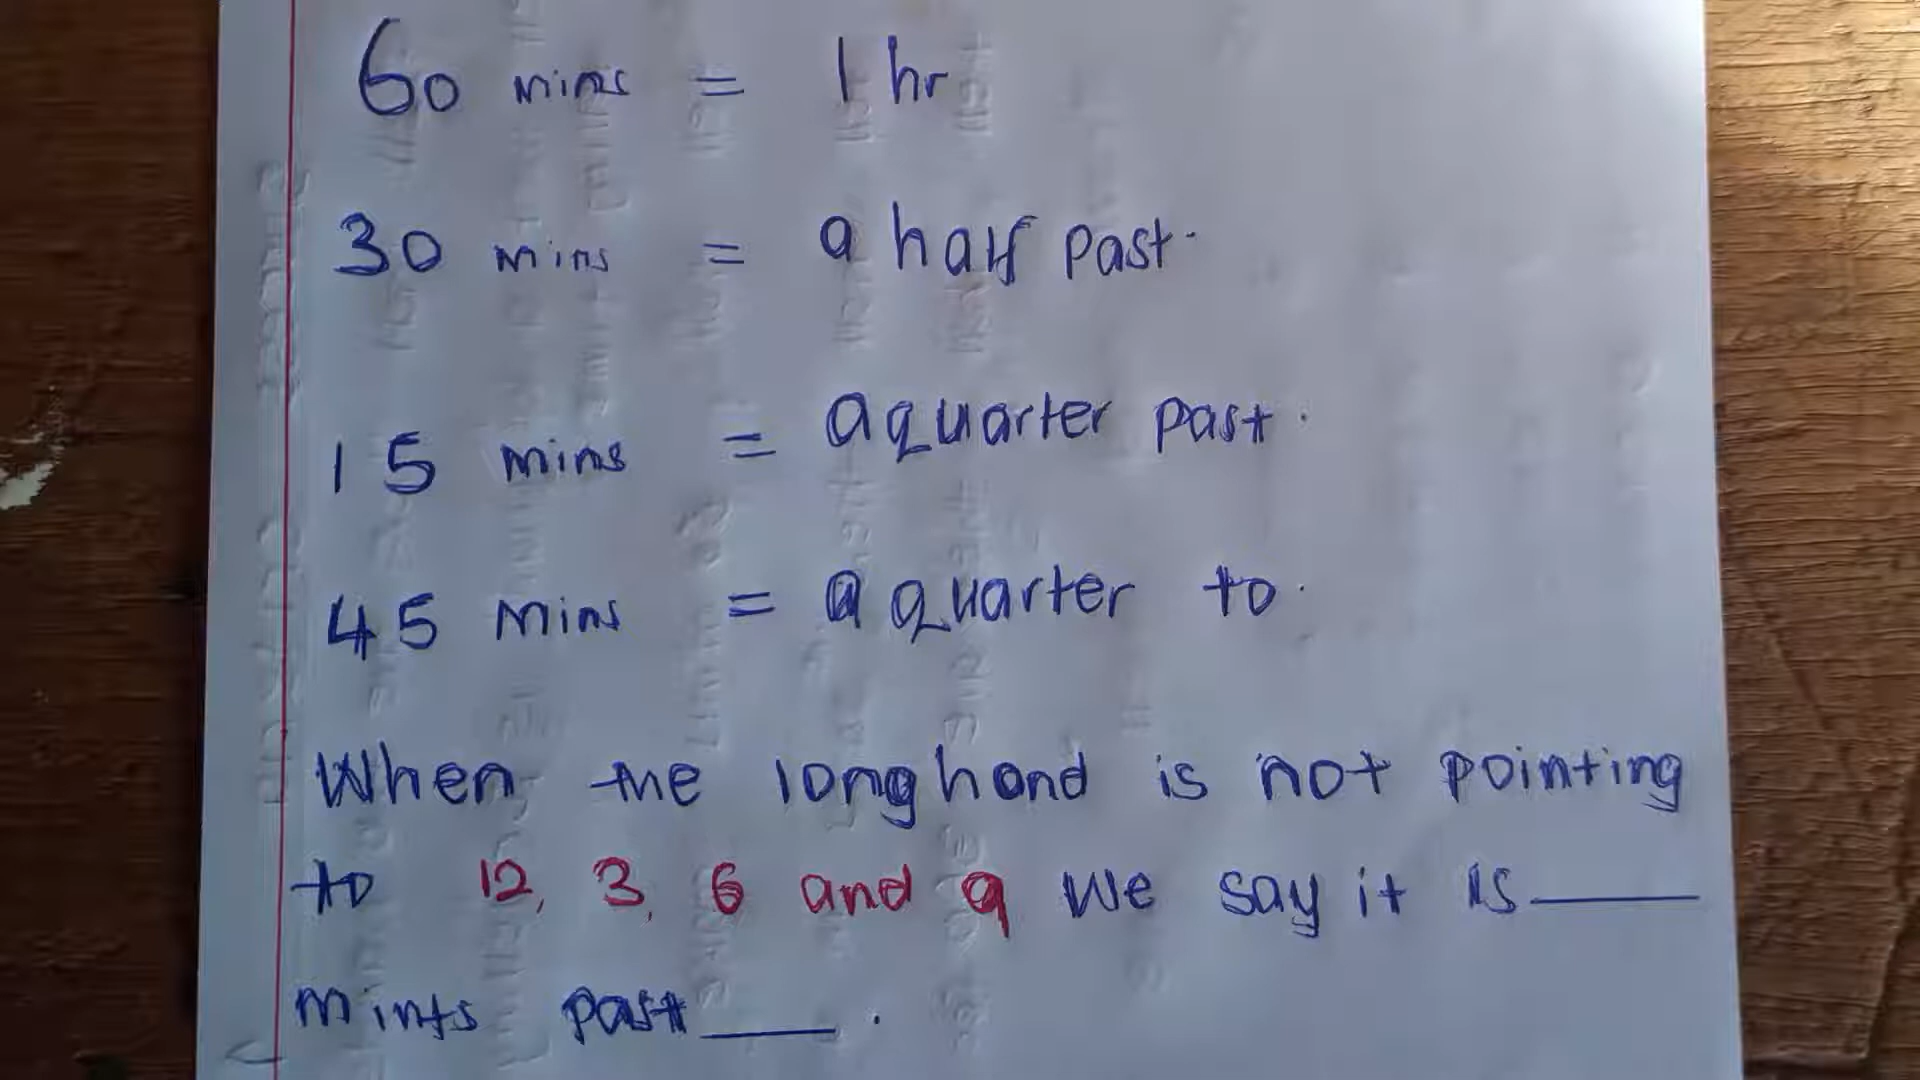 60 mins = 1 hr
30 mins = a half past.
15 mins = a quarter past.
45 mins = a quarter to.
When the long hand is not pointing
to 12, 3, 6 and 9 we say it is ____
mints past ____.